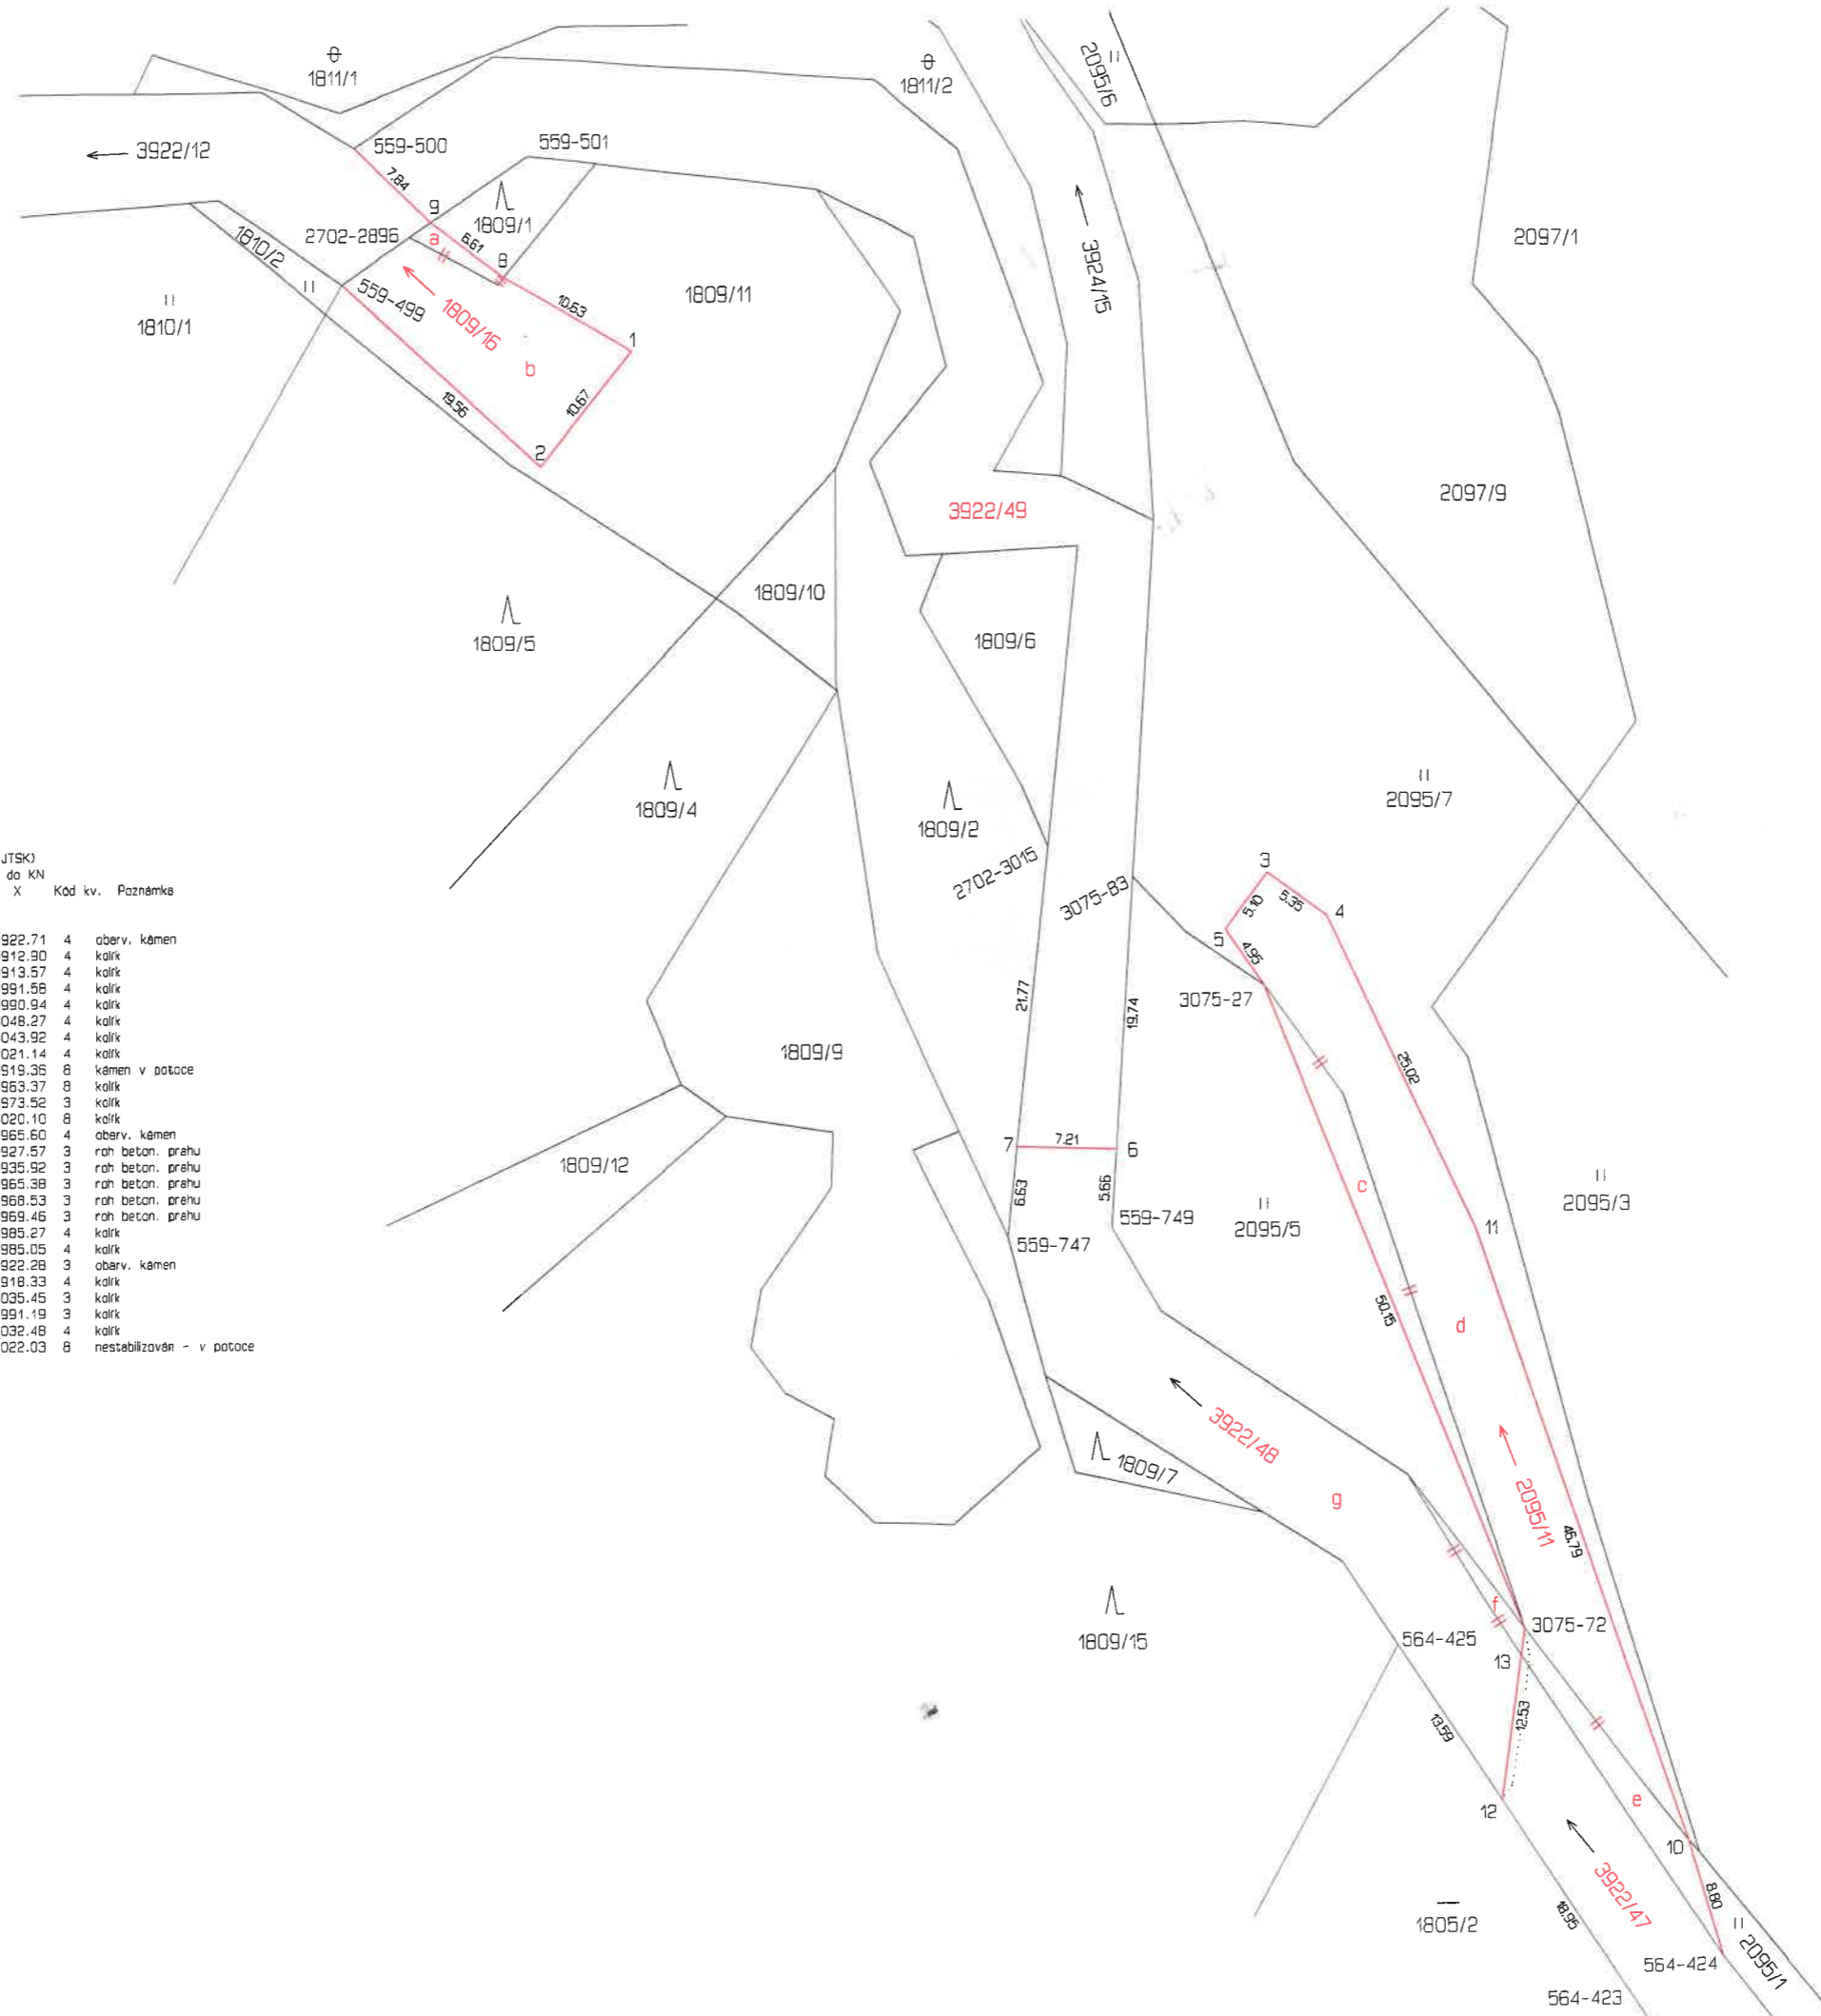 1811/1
1811/2
2095/6
3922/12
559-500
559-501
7.84
9
1809/1
2702-2896
a
6.61
8
1810/2
3924/15
2097/1
559-499
1809/16
10.63
1809/11
1810/1
1
b
19.56
10.67
2
3922/49
2097/9
1809/10
1809/5
1809/6
1809/4
1809/2
2095/7
2702-3015
3075-83
3
5.10
5.35
4
5
4.95
JTSK)
do KN
X Kód kv. Poznámka
922.71 4 obarv. kámen
912.90 4 kolík
913.57 4 kolík
991.58 4 kolík
990.94 4 kolík
048.27 4 kolík
043.92 4 kolík
021.14 4 kolík
919.36 8 kámen v potoce
963.37 8 kolík
973.52 3 kolík
020.10 8 kolík
965.60 4 obarv. kámen
927.57 3 roh beton. prahu
935.92 3 roh beton. prahu
965.38 3 roh beton. prahu
968.53 3 roh beton. prahu
969.46 3 roh beton. prahu
985.27 4 kolík
985.05 4 kolík
922.28 3 obarv. kámen
918.33 4 kolík
035.45 3 kolík
991.19 3 kolík
032.48 4 kolík
022.03 8 nestabilizován - v potoce
21.77
19.74
3075-27
1809/9
25.02
7
7.21
6
1809/12
6.63
5.66
c
2095/3
559-749
2095/5
11
559-747
50.15
d
3922/48
1809/7
g
2095/11
46.79
f
3075-72
1809/15
564-425
13
13.59
12.53
12
e
10
3922/47
8.80
1805/2
18.95
2095/1
564-424
564-423